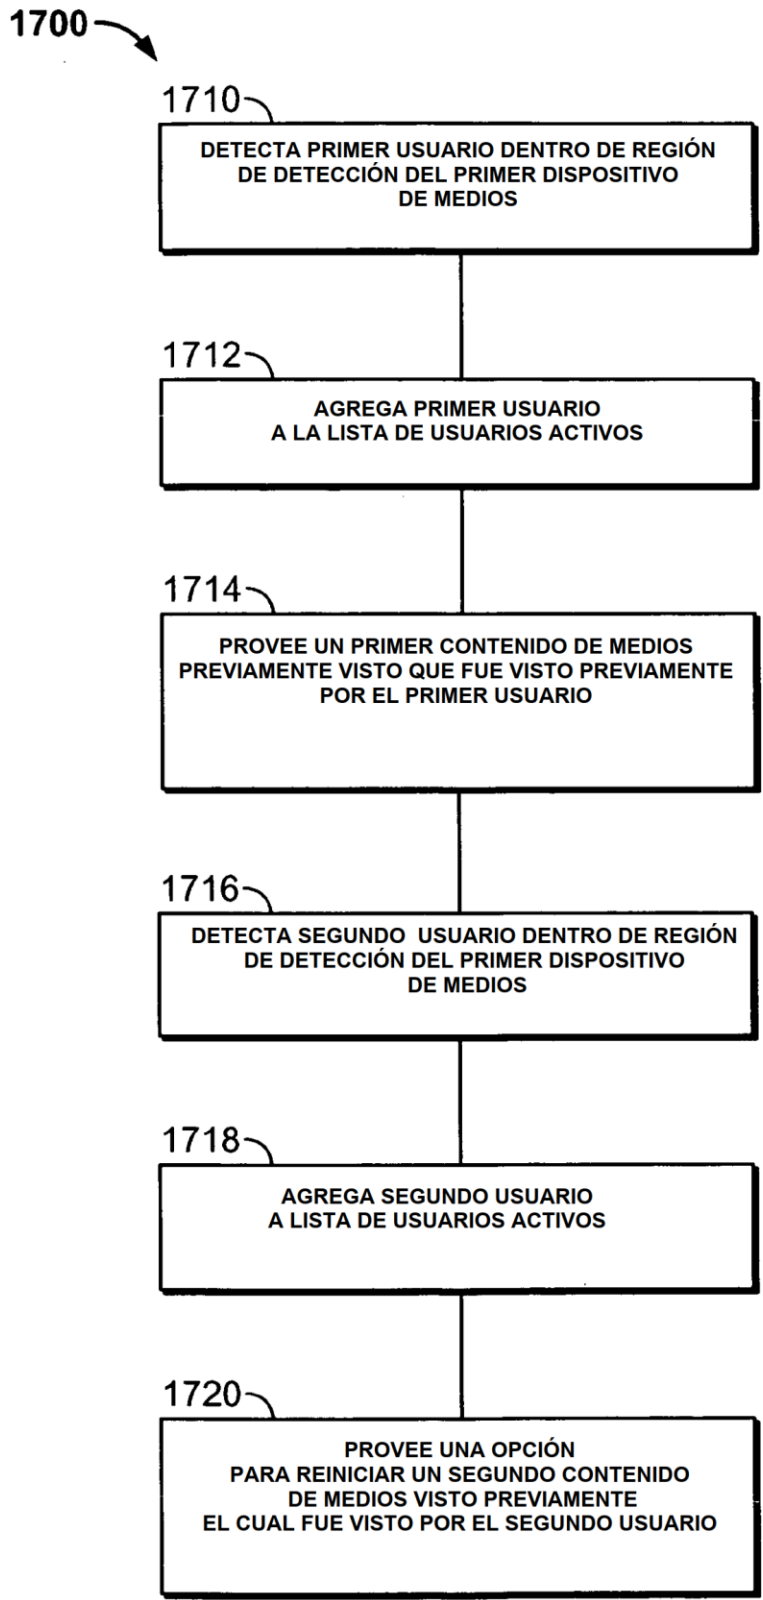 1700
1710
DETECTA PRIMER USUARIO DENTRO DE REGIÓN
DE DETECCIÓN DEL PRIMER DISPOSITIVO
DE MEDIOS
1712
AGREGA PRIMER USUARIO
A LA LISTA DE USUARIOS ACTIVOS
1714
PROVEE UN PRIMER CONTENIDO DE MEDIOS
PREVIAMENTE VISTO QUE FUE VISTO PREVIAMENTE
POR EL PRIMER USUARIO
1716
DETECTA SEGUNDO USUARIO DENTRO DE REGIÓN
DE DETECCIÓN DEL PRIMER DISPOSITIVO
DE MEDIOS
1718
AGREGA SEGUNDO USUARIO
A LISTA DE USUARIOS ACTIVOS
1720
PROVEE UNA OPCIÓN
PARA REINICIAR UN SEGUNDO CONTENIDO
DE MEDIOS VISTO PREVIAMENTE
EL CUAL FUE VISTO POR EL SEGUNDO USUARIO